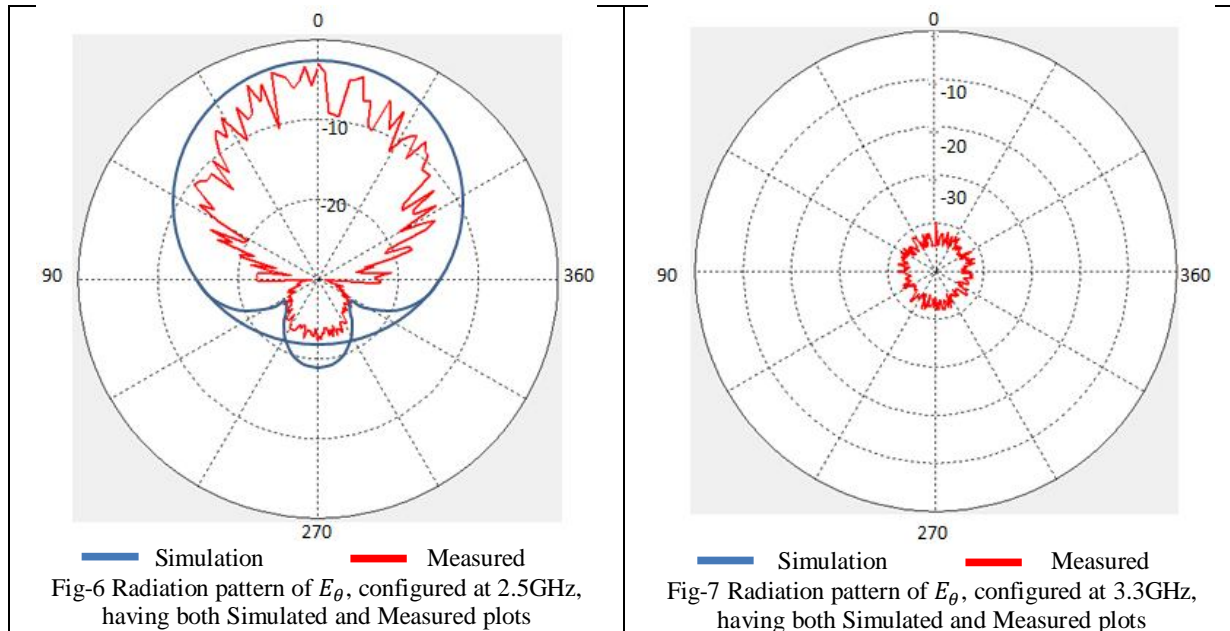 0
-10
-20
90
360
270
Simulation Measured
Fig-6 Radiation pattern of E_θ, configured at 2.5GHz,
having both Simulated and Measured plots
0
-10
-20
-30
90
360
270
Simulation Measured
Fig-7 Radiation pattern of E_θ, configured at 3.3GHz,
having both Simulated and Measured plots